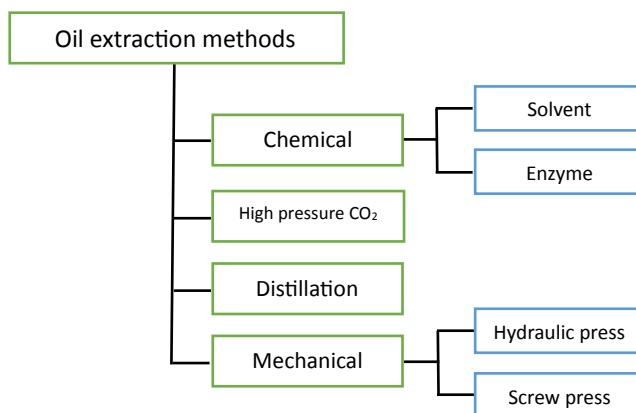 Oil extraction methods
Chemical
Solvent
Enzyme
High pressure CO₂
Distillation
Mechanical
Hydraulic press
Screw press